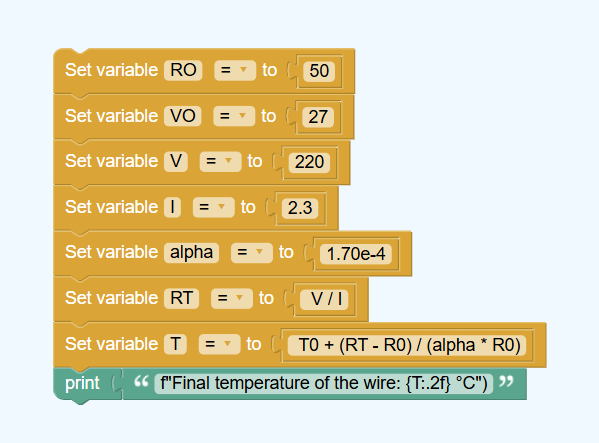 Set variable RO = to 50
Set variable VO = to 27
Set variable V = to 220
Set variable I = to 2.3
Set variable alpha = to 1.70e-4
Set variable RT = to V / I
Set variable T = to T0 + (RT - R0) / (alpha * R0)
print “ f"Final temperature of the wire: {T:.2f} °C") ”